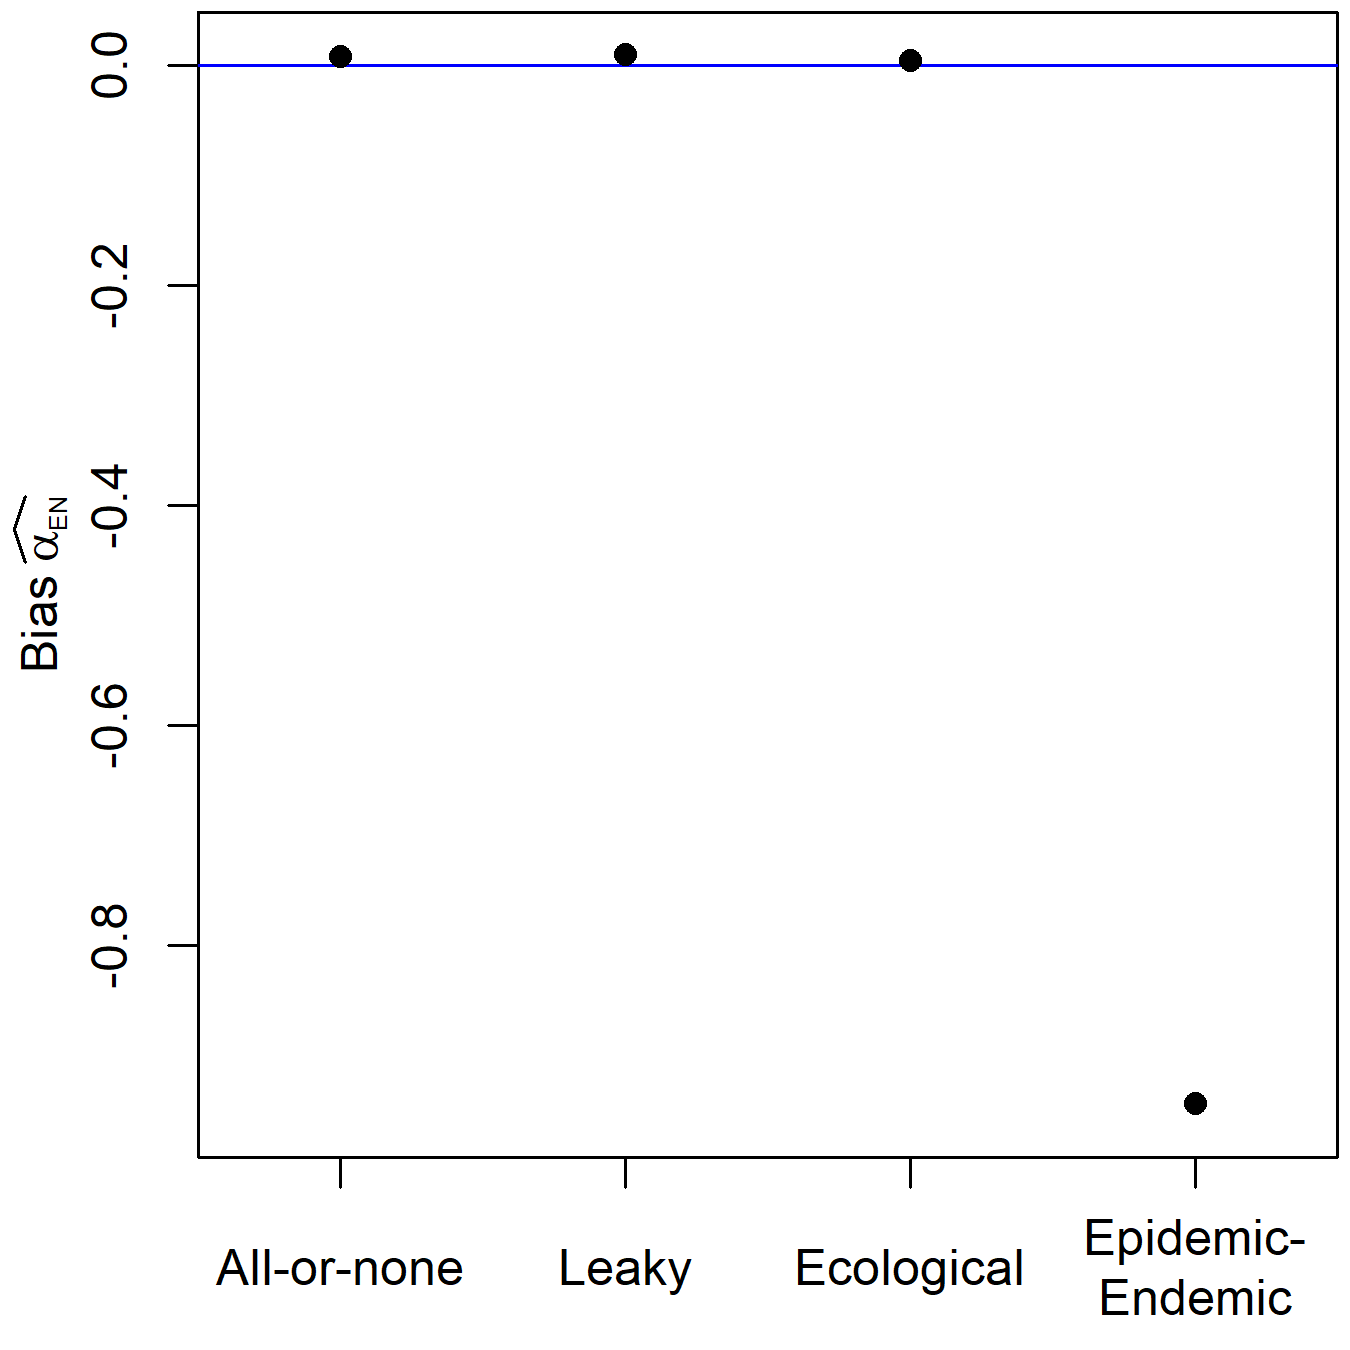 Bias α̂EN
0.0
-0.2
-0.4
-0.6
-0.8
All-or-none
Leaky
Ecological
Epidemic-
Endemic